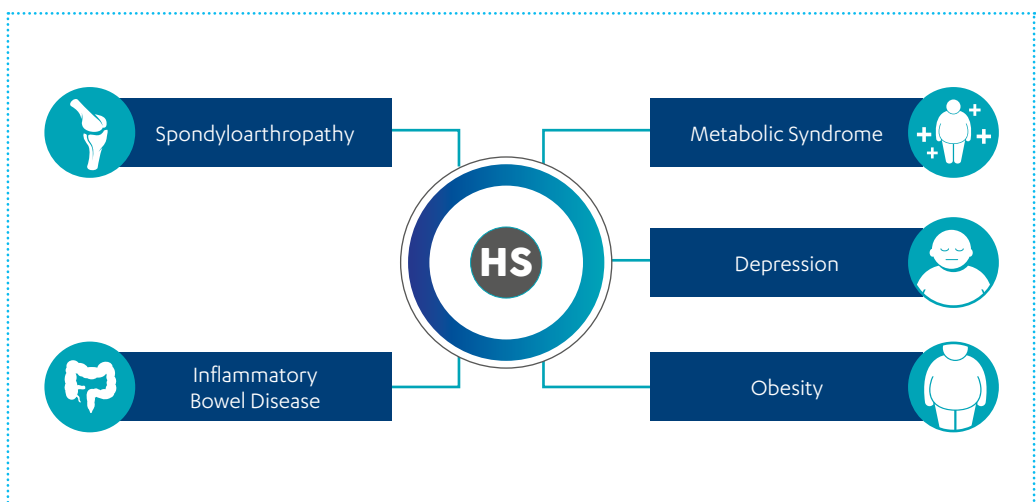 Spondyloarthropathy
Metabolic Syndrome
HS
Depression
Inflammatory
Bowel Disease
Obesity